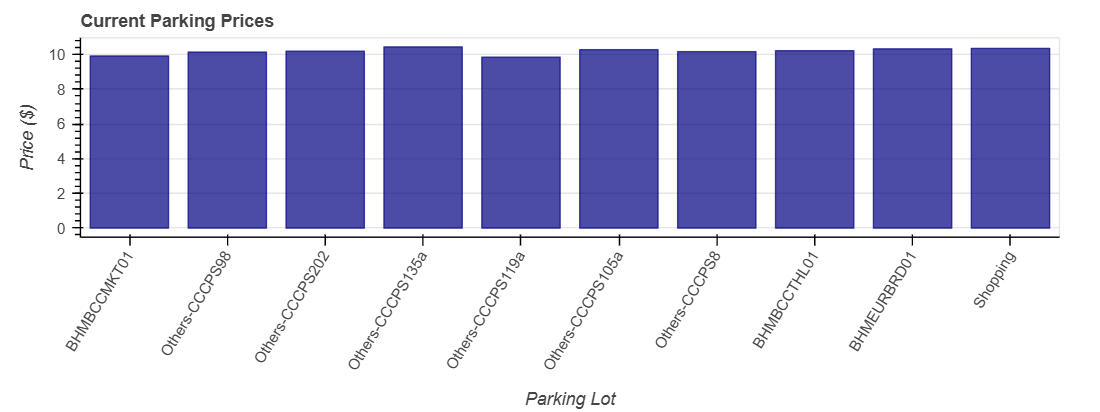 Current Parking Prices
Price ($)
10
8
6
4
2
0
BHMBCCMKT01
Others-CCCPS98
Others-CCCPS202
Others-CCCPS135a
Others-CCCPS119a
Others-CCCPS105a
Others-CCCPS8
BHMBCCTHL01
BHMEURBRD01
Shopping
Parking Lot